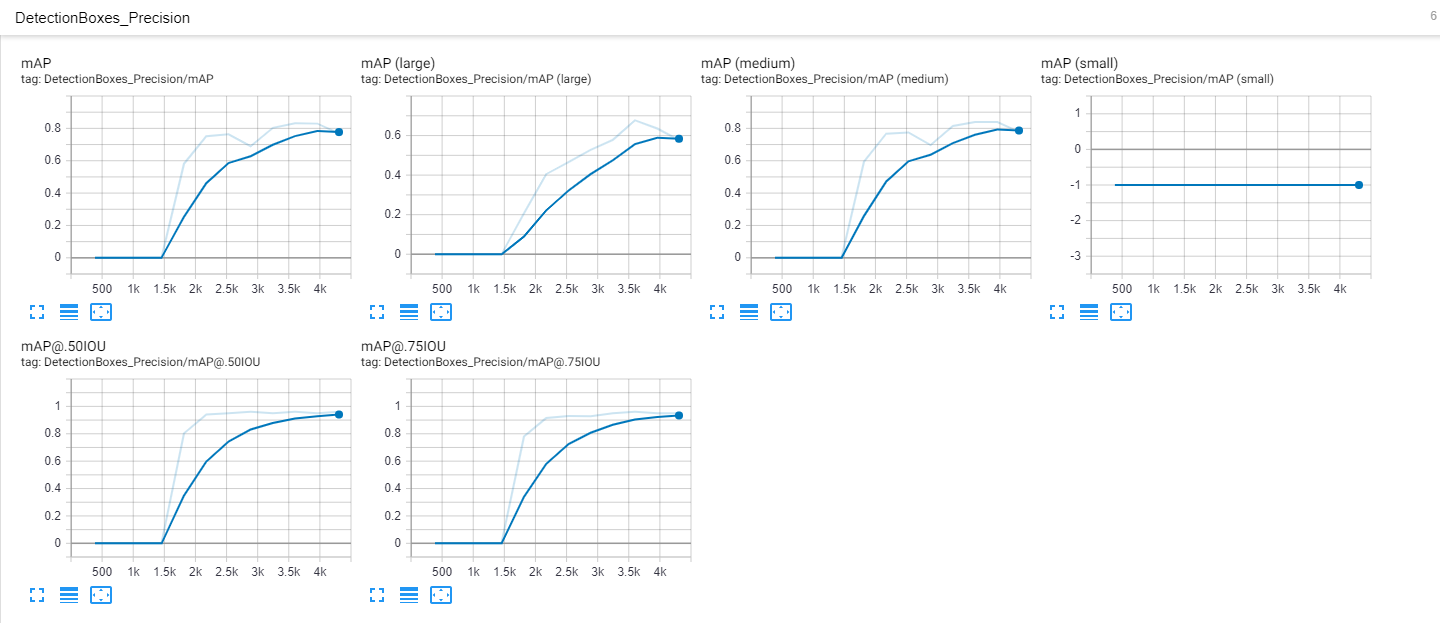 DetectionBoxes_Precision
6
mAP
tag: DetectionBoxes_Precision/mAP
0.8
0.6
0.4
0.2
0
500 1k 1.5k 2k 2.5k 3k 3.5k 4k
mAP (large)
tag: DetectionBoxes_Precision/mAP (large)
0.6
0.4
0.2
0
500 1k 1.5k 2k 2.5k 3k 3.5k 4k
mAP (medium)
tag: DetectionBoxes_Precision/mAP (medium)
0.8
0.6
0.4
0.2
0
500 1k 1.5k 2k 2.5k 3k 3.5k 4k
mAP (small)
tag: DetectionBoxes_Precision/mAP (small)
1
0
-1
-2
-3
500 1k 1.5k 2k 2.5k 3k 3.5k 4k
mAP@.50IOU
tag: DetectionBoxes_Precision/mAP@.50IOU
1
0.8
0.6
0.4
0.2
0
500 1k 1.5k 2k 2.5k 3k 3.5k 4k
mAP@.75IOU
tag: DetectionBoxes_Precision/mAP@.75IOU
1
0.8
0.6
0.4
0.2
0
500 1k 1.5k 2k 2.5k 3k 3.5k 4k